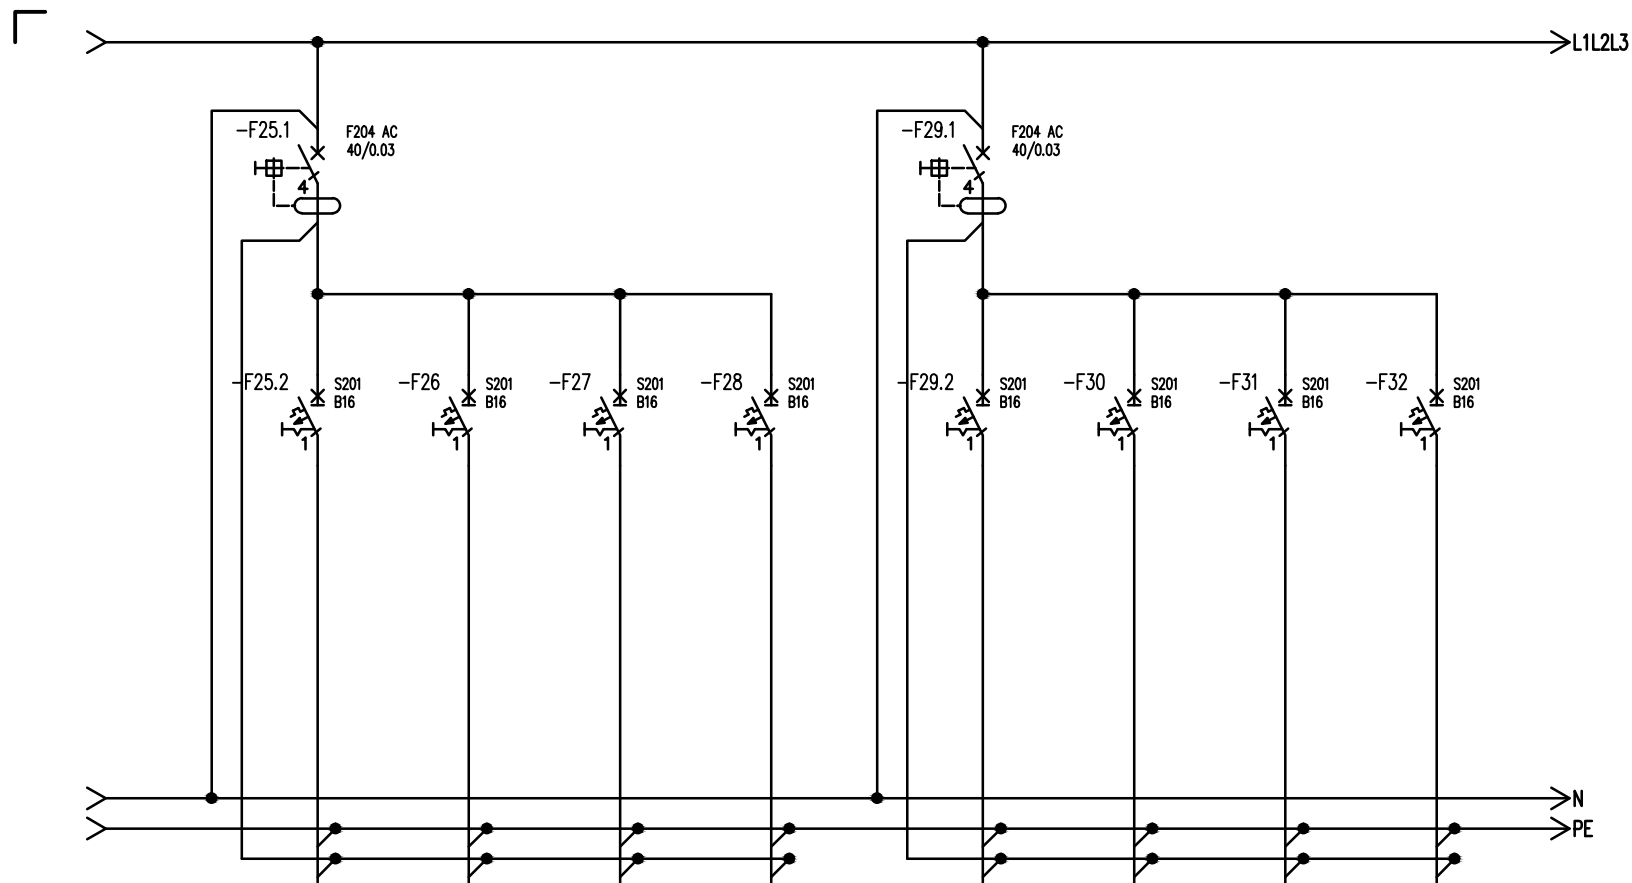 L1L2L3
-F25.1
F204 AC
40/0.03
4
-F29.1
F204 AC
40/0.03
4
-F25.2
S201
B16
1
-F26
S201
B16
1
-F27
S201
B16
1
-F28
S201
B16
1
-F29.2
S201
B16
1
-F30
S201
B16
1
-F31
S201
B16
1
-F32
S201
B16
1
N
PE